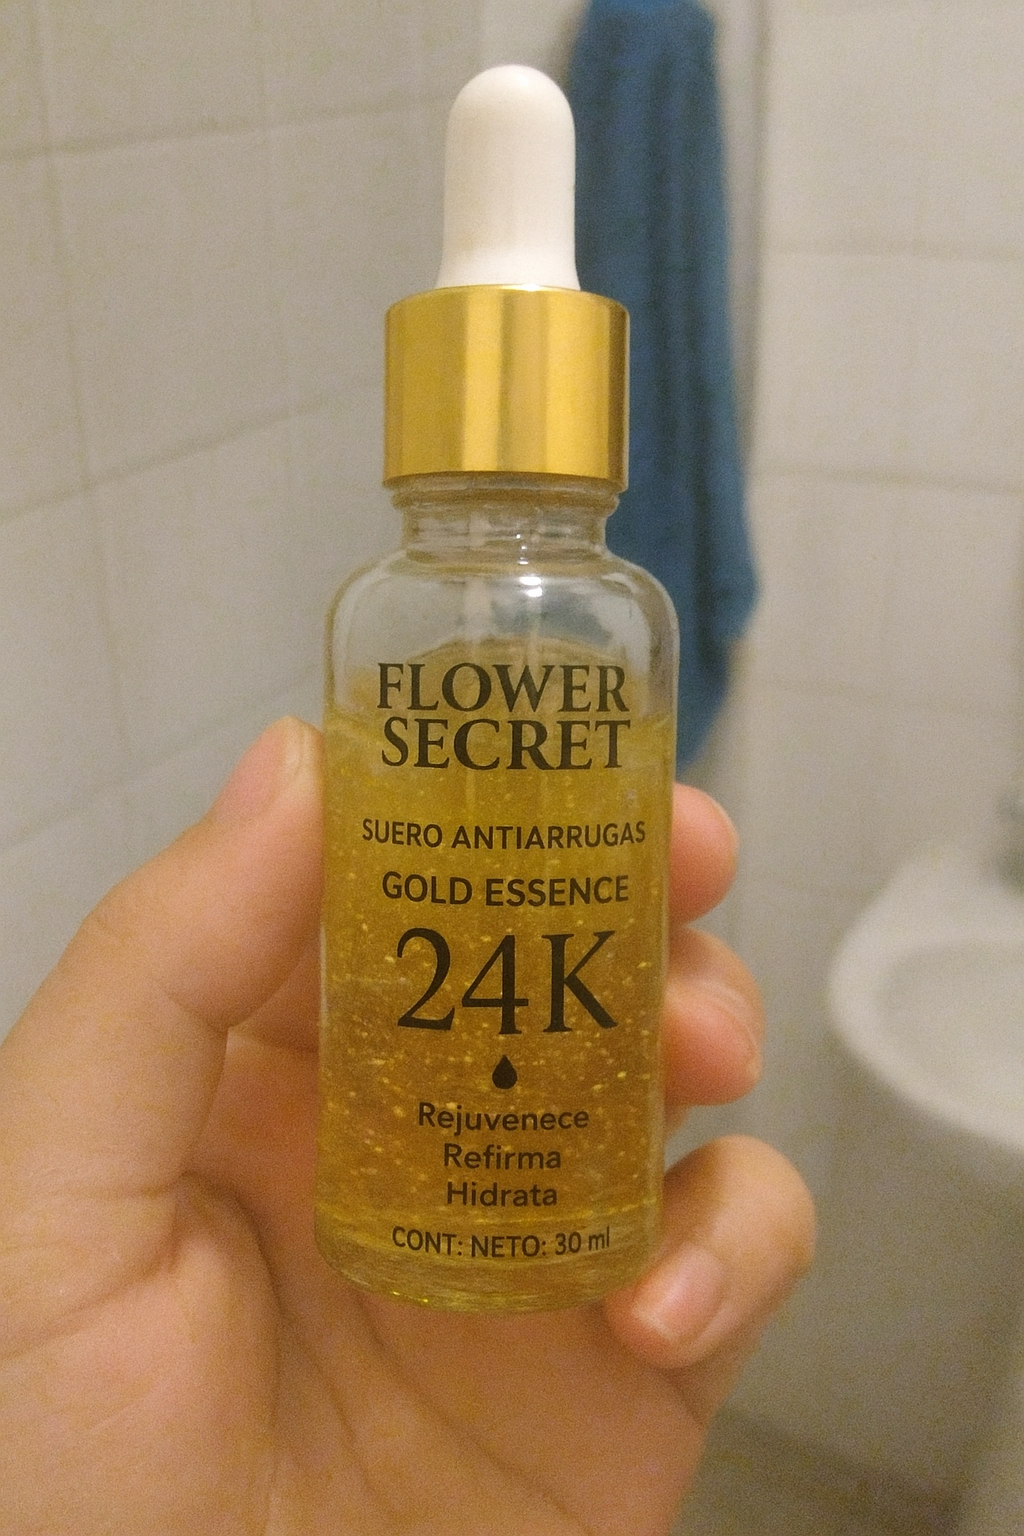 FLOWER
SECRET
SUERO ANTIARRUGAS
GOLD ESSENCE
24K
Rejuvenece
Refirma
Hidrata
CONT: NETO: 30 ml